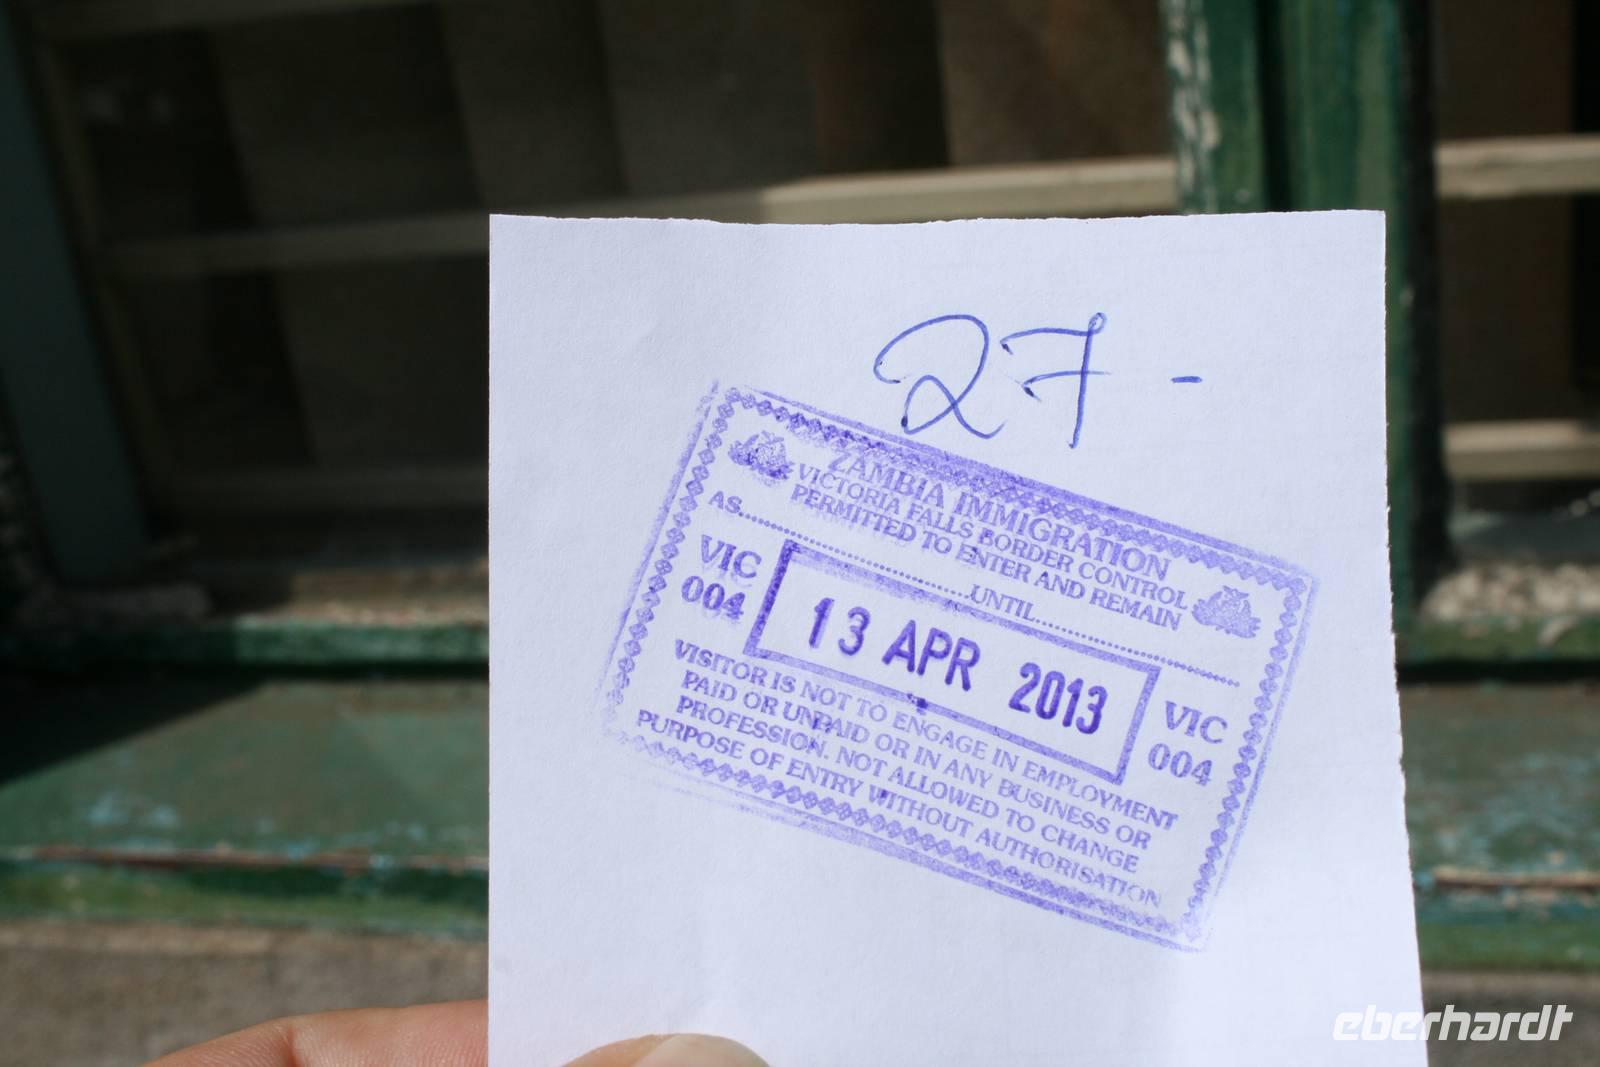 27-
ZAMBIA IMMIGRATION
VICTORIA FALLS BORDER CONTROL
PERMITTED TO ENTER AND REMAIN
AS....................UNTIL....................
VIC
004
13 APR 2013
VIC
004
VISITOR IS NOT TO ENGAGE IN EMPLOYMENT
PAID OR UNPAID OR IN ANY BUSINESS OR
PROFESSION. NOT ALLOWED TO CHANGE
PURPOSE OF ENTRY WITHOUT AUTHORISATION
eberhardt